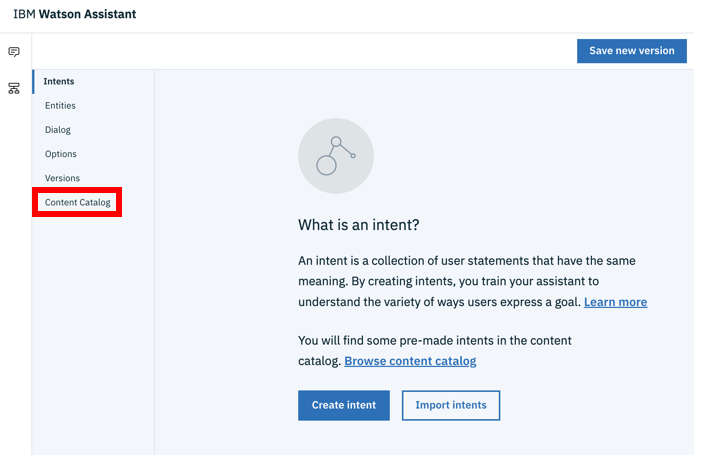 IBM Watson Assistant
Save new version
Intents
Entities
Dialog
Options
Versions
Content Catalog
What is an intent?
An intent is a collection of user statements that have the same
meaning. By creating intents, you train your assistant to
understand the variety of ways users express a goal. Learn more
You will find some pre-made intents in the content
catalog. Browse content catalog
Create intent
Import intents